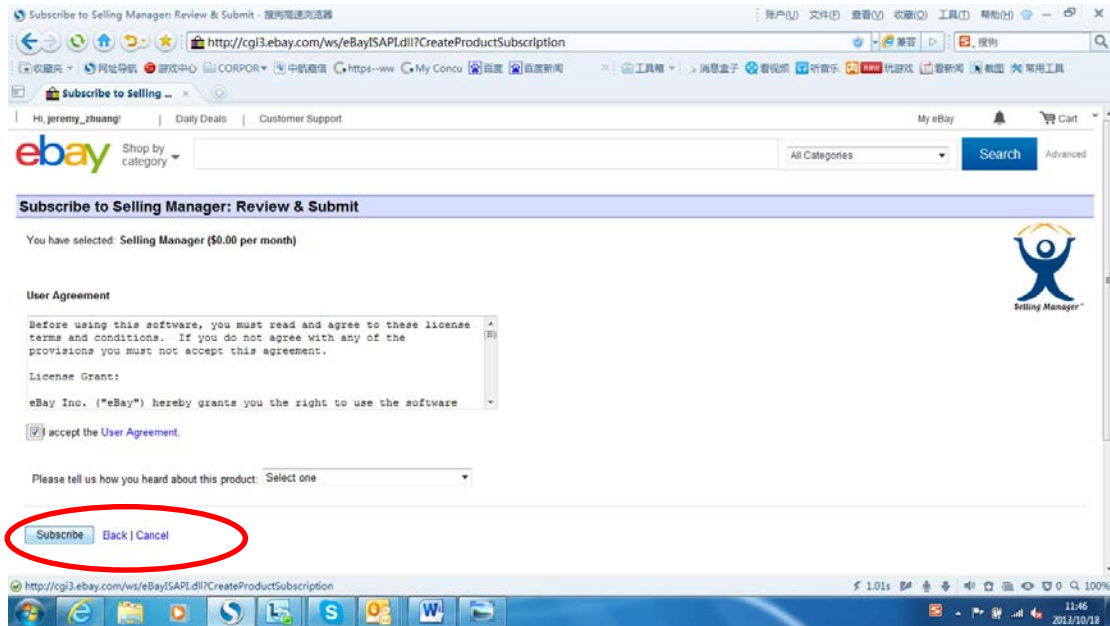 Subscribe to Selling Manager: Review & Submit - 搜狗高速浏览器
账户(U) 文件(F) 查看(V) 收藏(O) 工具(T) 帮助(H)
http://cgi3.ebay.com/ws/eBayISAPI.dll?CreateProductSubscription
兼容
搜狗
收藏夹 网址导航 游戏中心 CORPOR 中航嘉信 https--ww My Concu 百度 百度新闻 » 工具箱 消息盒子 看视频 听音乐 new 玩游戏 看新闻 截图 常用工具
Subscribe to Selling ...
Hi, jeremy_zhuang! | Daily Deals | Customer Support My eBay Cart
ebay Shop by category All Categories Search Advanced
Subscribe to Selling Manager: Review & Submit
You have selected: Selling Manager ($0.00 per month)
Selling Manager™
User Agreement
Before using this software, you must read and agree to these license
terms and conditions. If you do not agree with any of the
provisions you must not accept this agreement.
License Grant:
eBay Inc. ("eBay") hereby grants you the right to use the software
I accept the User Agreement.
Please tell us how you heard about this product: Select one
Subscribe Back | Cancel
http://cgi3.ebay.com/ws/eBayISAPI.dll?CreateProductSubscription 1.01s 0 100%
11:46
2013/10/18